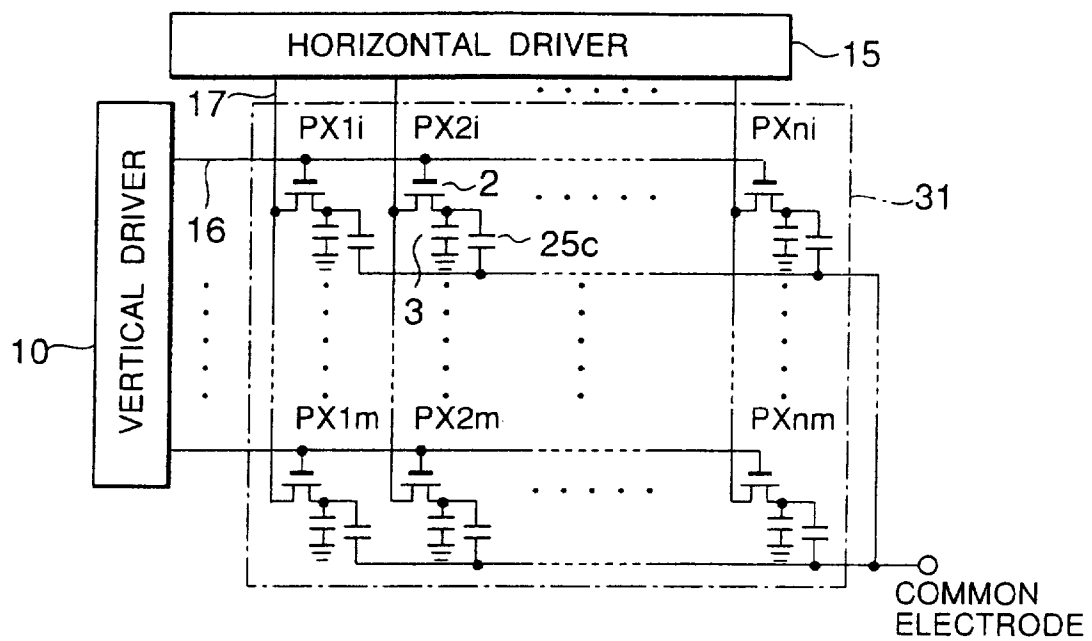 HORIZONTAL DRIVER
15
17
PX1i PX2i PXni
VERTICAL DRIVER
2
31
16
25c
3
10
PX1m PX2m PXnm
COMMON
ELECTRODE